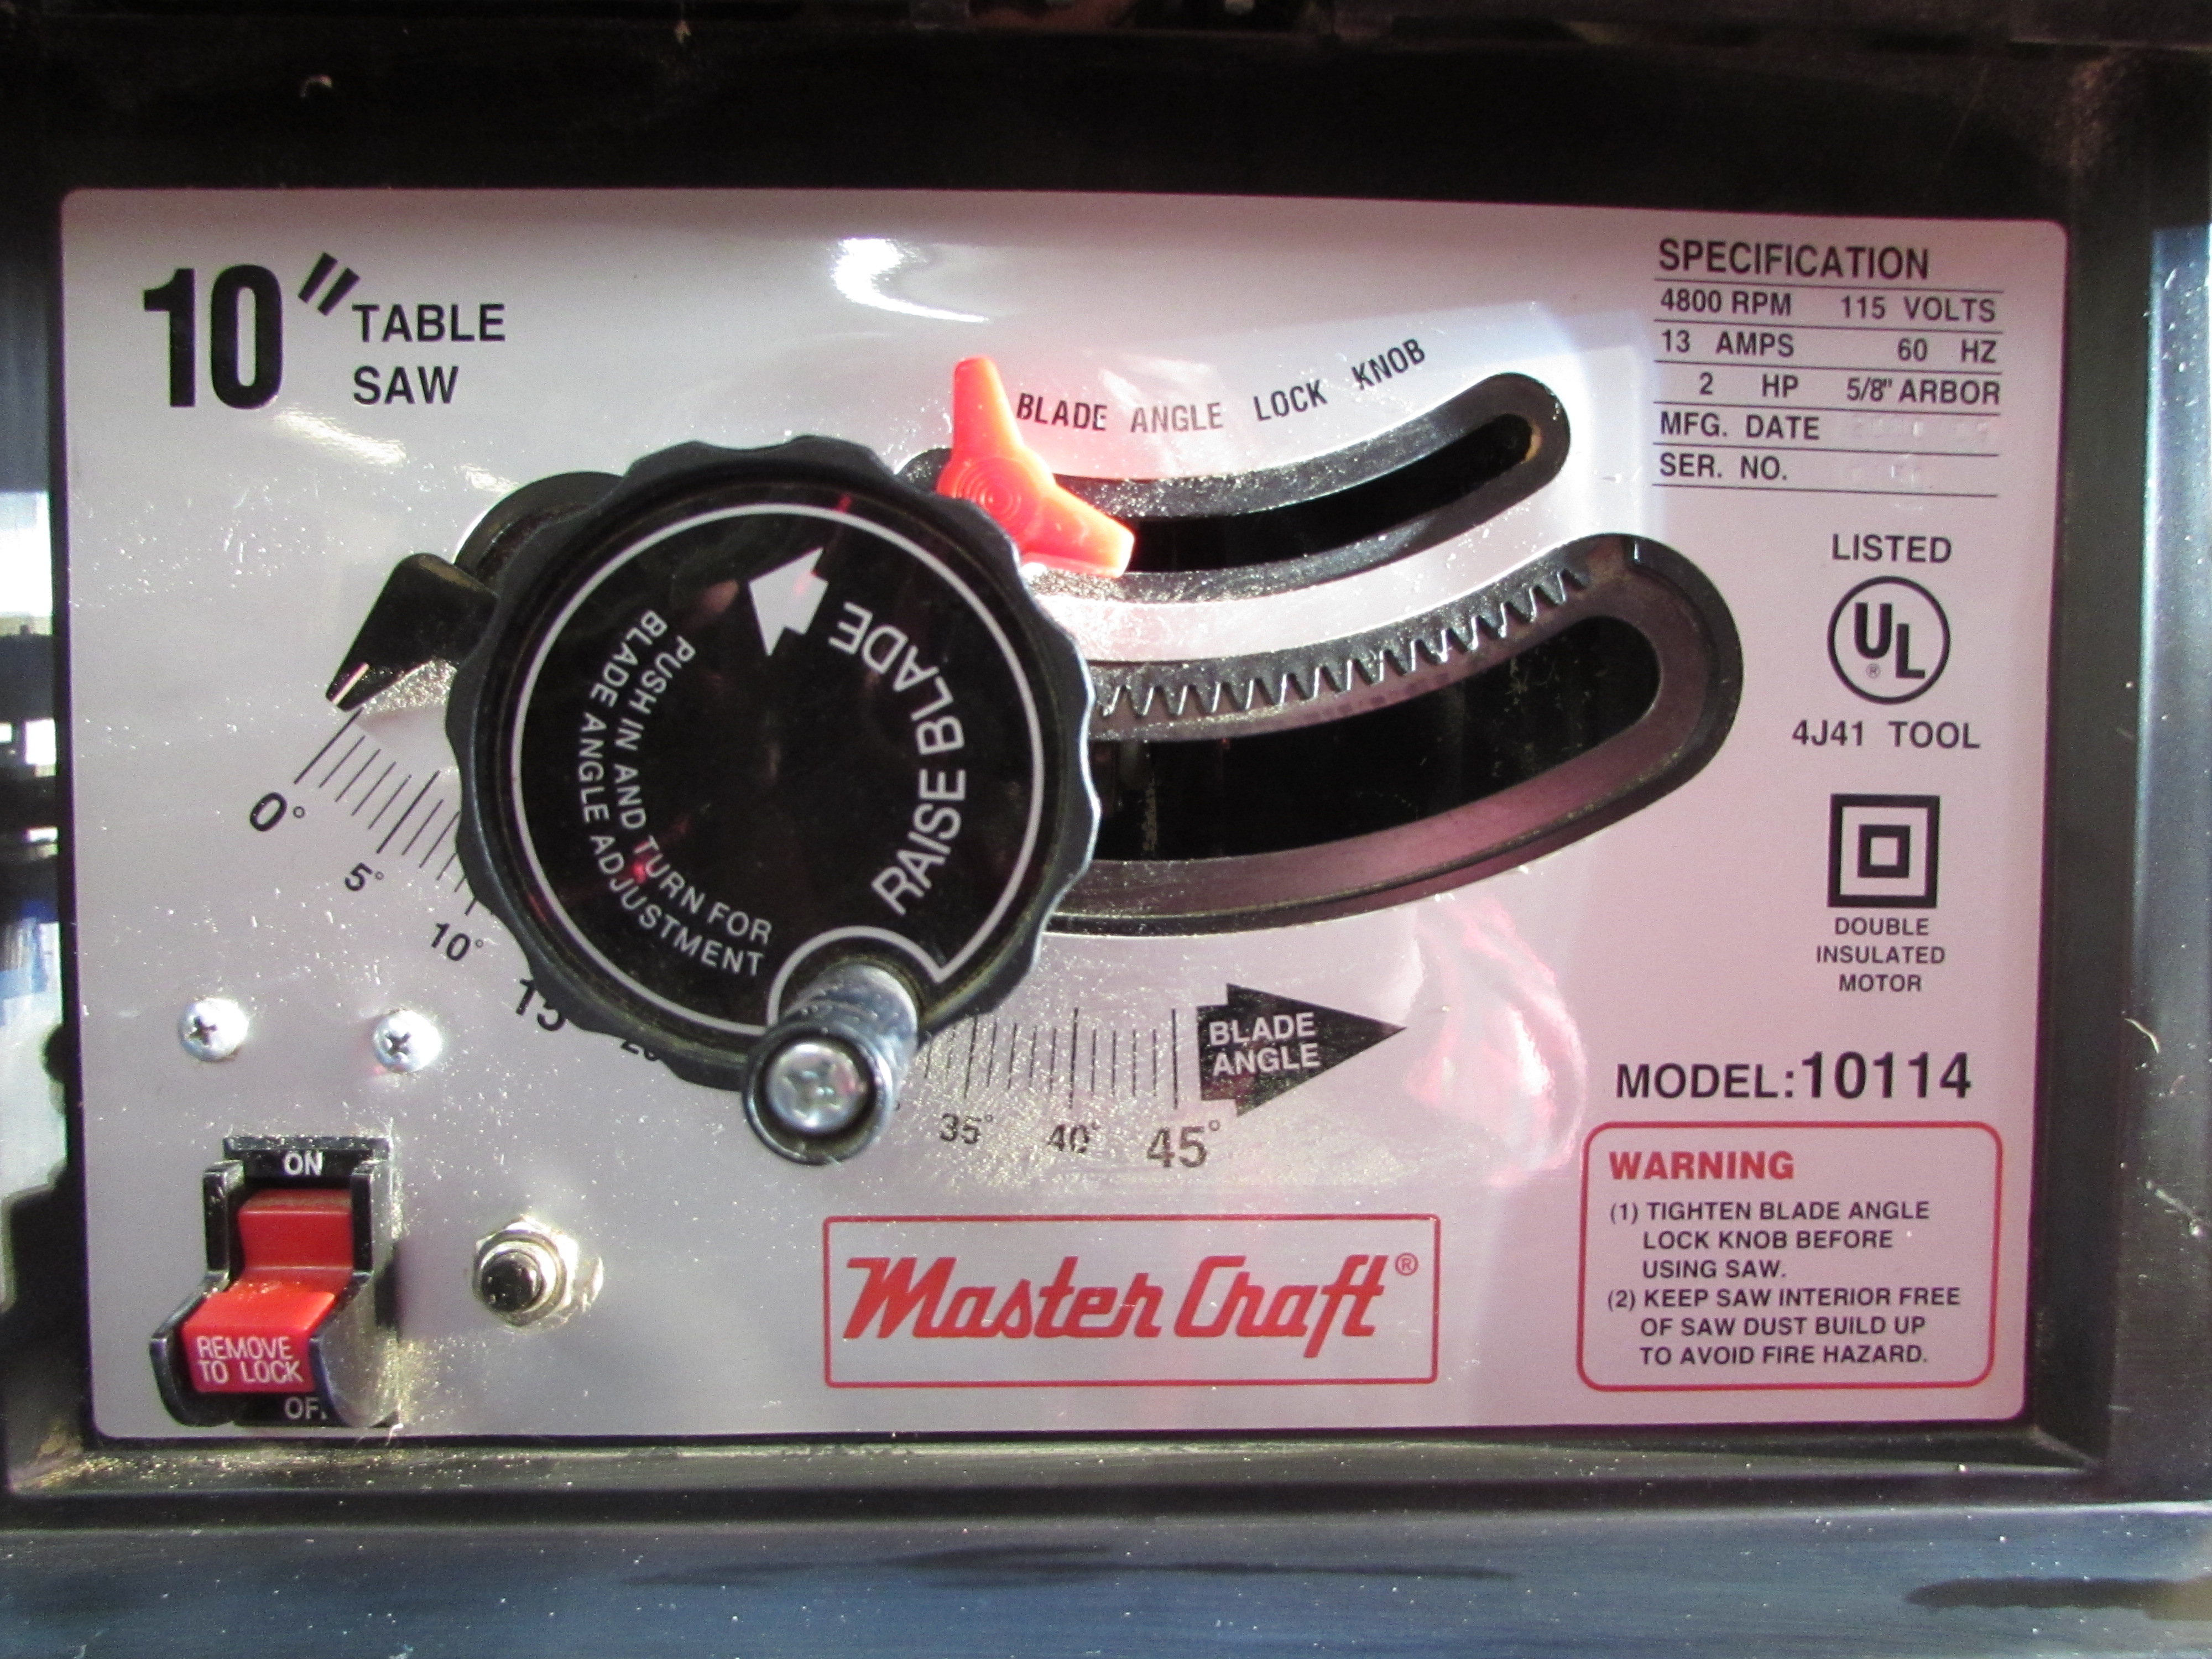 10" TABLE
SAW
BLADE ANGLE LOCK KNOB
SPECIFICATION
4800 RPM 115 VOLTS
13 AMPS 60 HZ
2 HP 5/8" ARBOR
MFG. DATE
SER. NO.
LISTED
UL®
4J41 TOOL
DOUBLE
INSULATED
MOTOR
RAISE BLADE
PUSH IN AND TURN FOR
BLADE ANGLE ADJUSTMENT
0°
5°
10°
15
35°
40°
45°
BLADE
ANGLE
MODEL:10114
WARNING
(1) TIGHTEN BLADE ANGLE
LOCK KNOB BEFORE
USING SAW.
(2) KEEP SAW INTERIOR FREE
OF SAW DUST BUILD UP
TO AVOID FIRE HAZARD.
ON
REMOVE
TO LOCK
OFF
Master Craft®